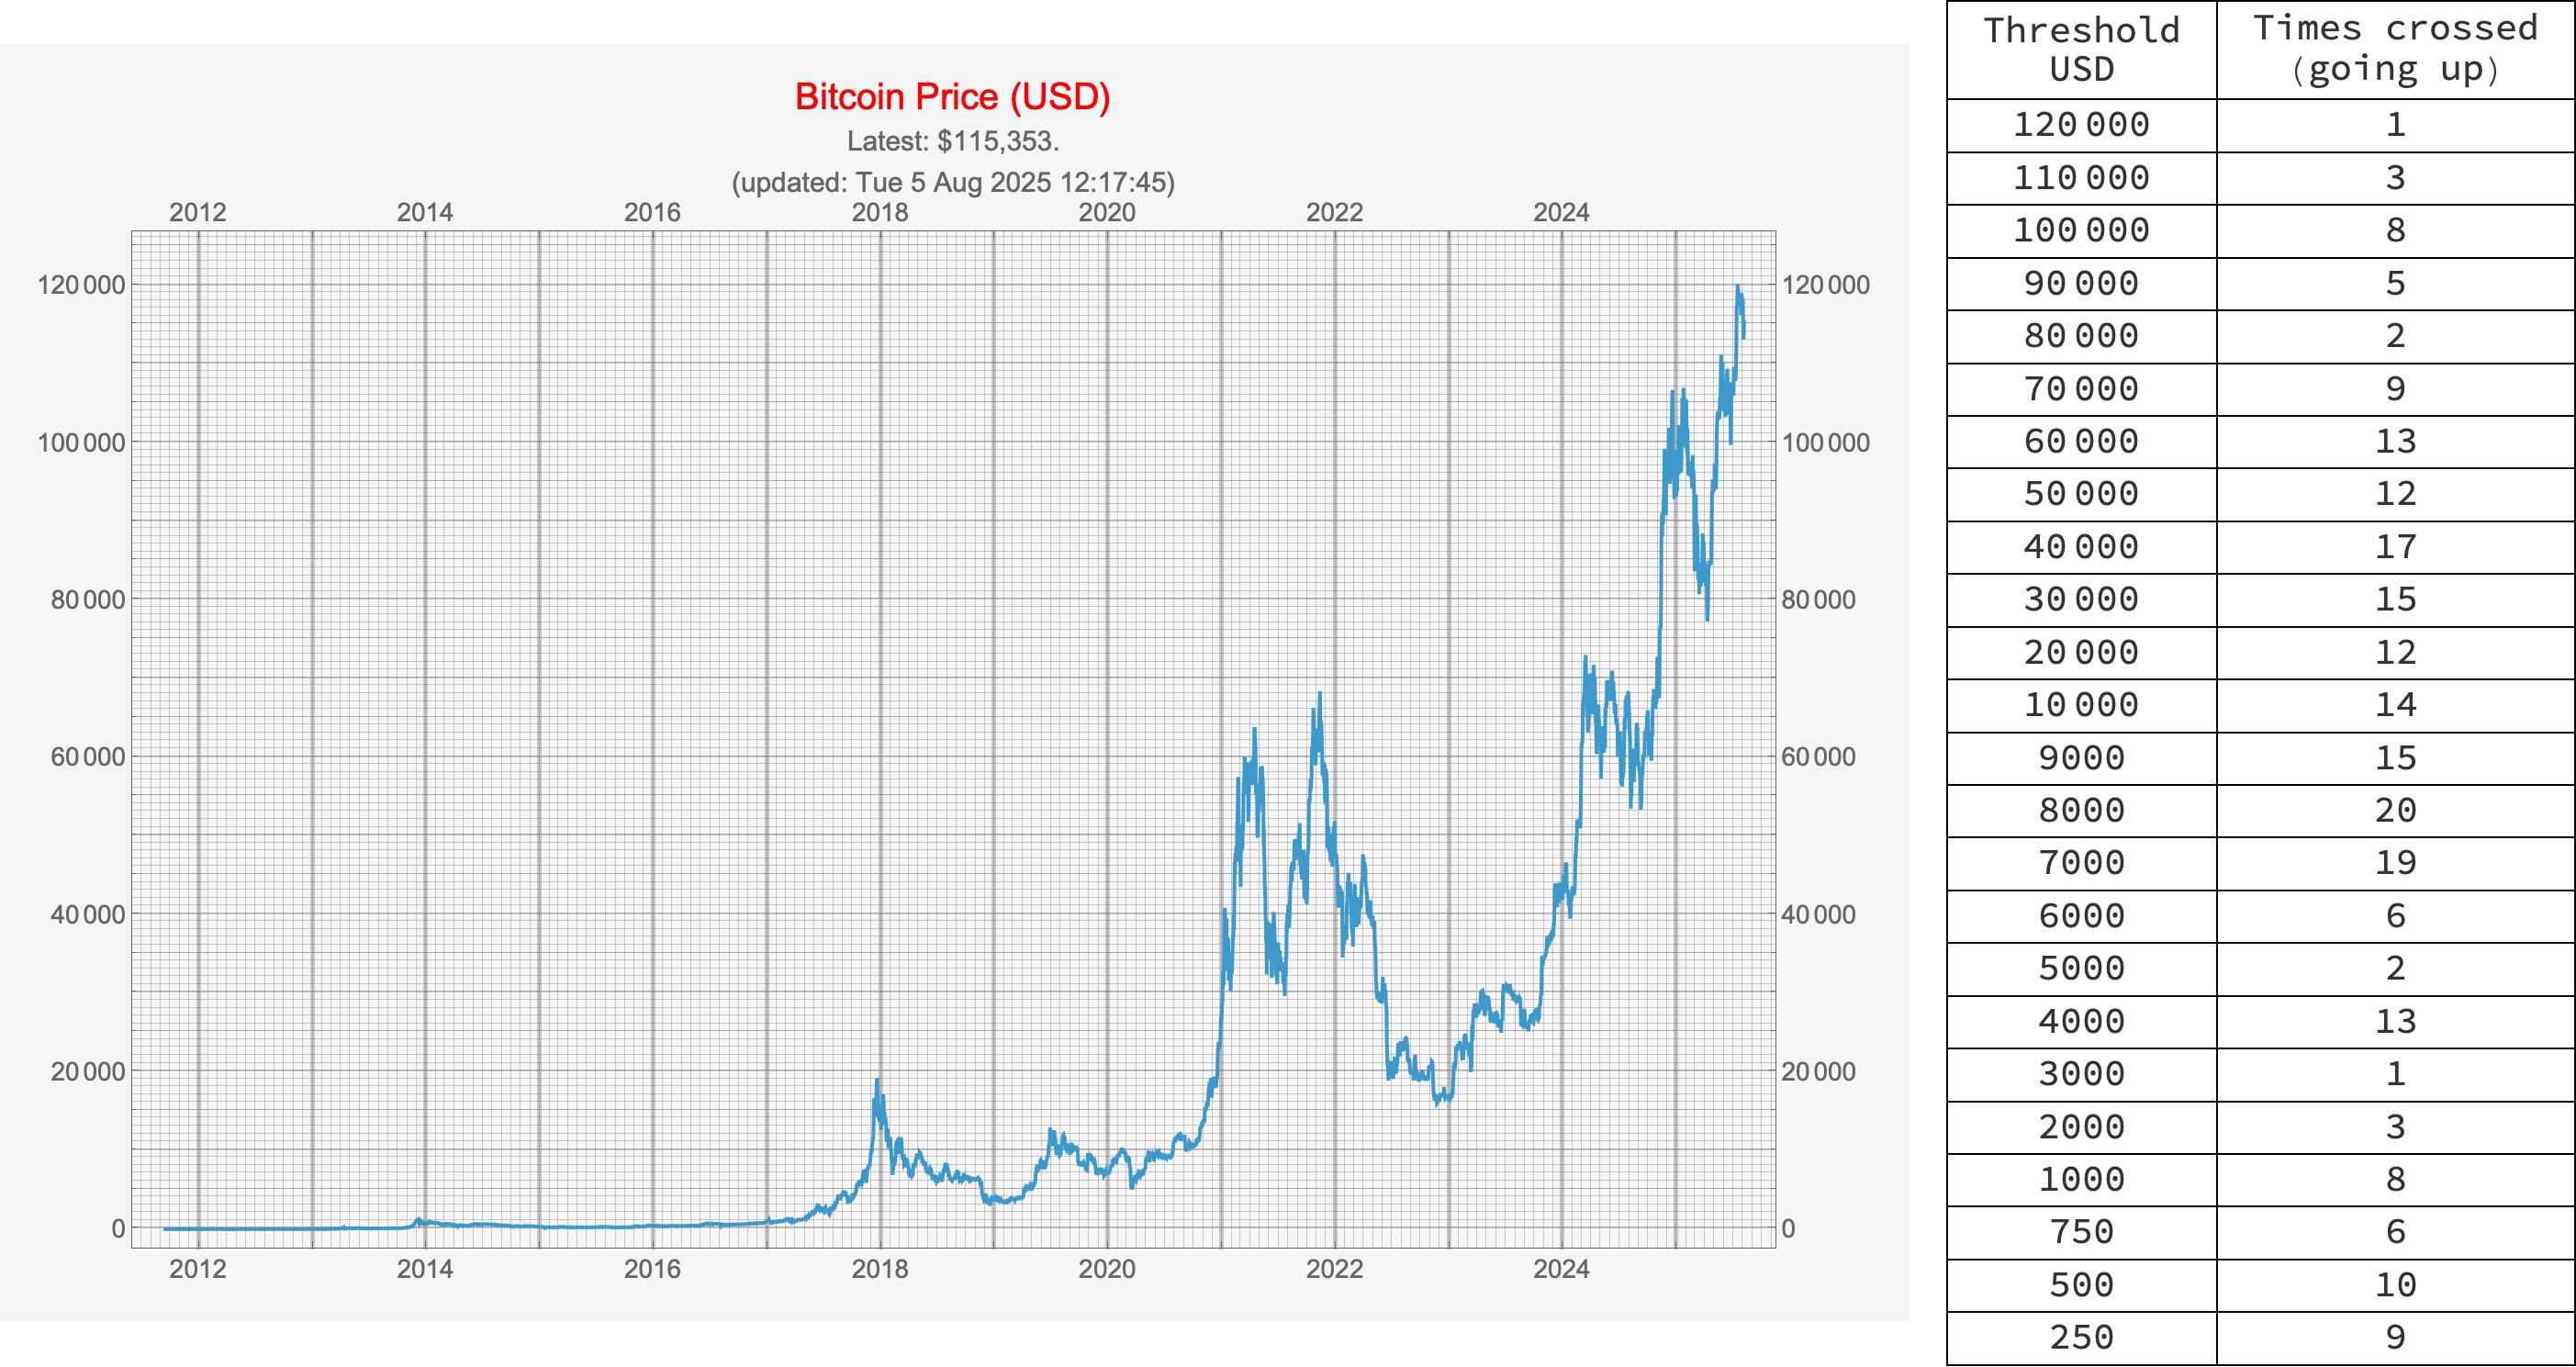 Bitcoin Price (USD)
Latest: $115,353.
(updated: Tue 5 Aug 2025 12:17:45)
2012 2014 2016 2018 2020 2022 2024
120 000 120 000
100 000 100 000
80 000 80 000
60 000 60 000
40 000 40 000
20 000 20 000
0 0
2012 2014 2016 2018 2020 2022 2024
Threshold USD Times crossed (going up)
120 000 1
110 000 3
100 000 8
90 000 5
80 000 2
70 000 9
60 000 13
50 000 12
40 000 17
30 000 15
20 000 12
10 000 14
9000 15
8000 20
7000 19
6000 6
5000 2
4000 13
3000 1
2000 3
1000 8
750 6
500 10
250 9